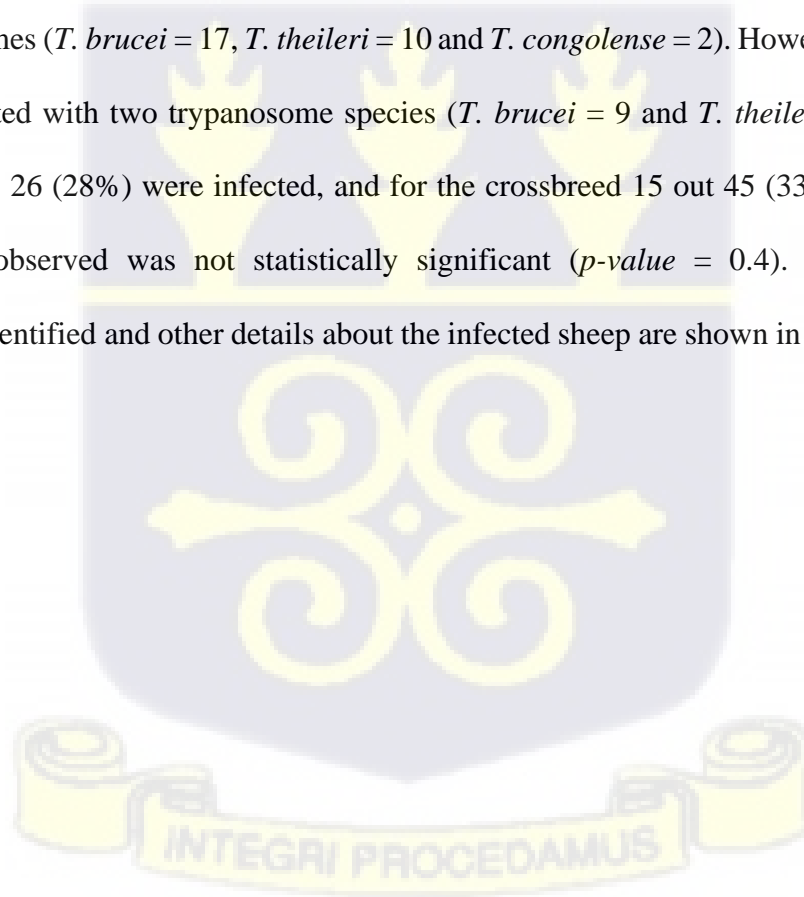 nes (T. brucei = 17, T. theileri = 10 and T. congolense = 2). Howe
ted with two trypanosome species (T. brucei = 9 and T. theile
26 (28%) were infected, and for the crossbreed 15 out 45 (33
observed was not statistically significant (p-value = 0.4).
entified and other details about the infected sheep are shown in
INTEGRI PROCEDAMUS